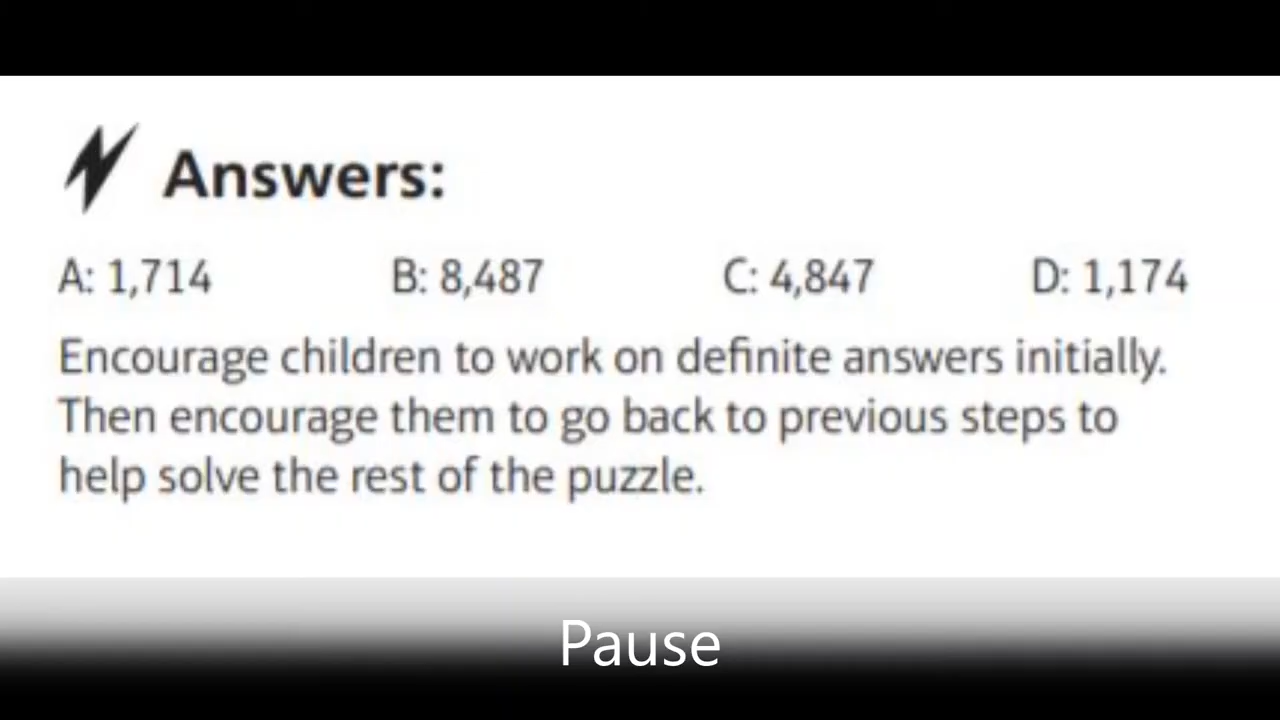 Answers:
A: 1,714 B: 8,487 C: 4,847 D: 1,174
Encourage children to work on definite answers initially.
Then encourage them to go back to previous steps to
help solve the rest of the puzzle.
Pause